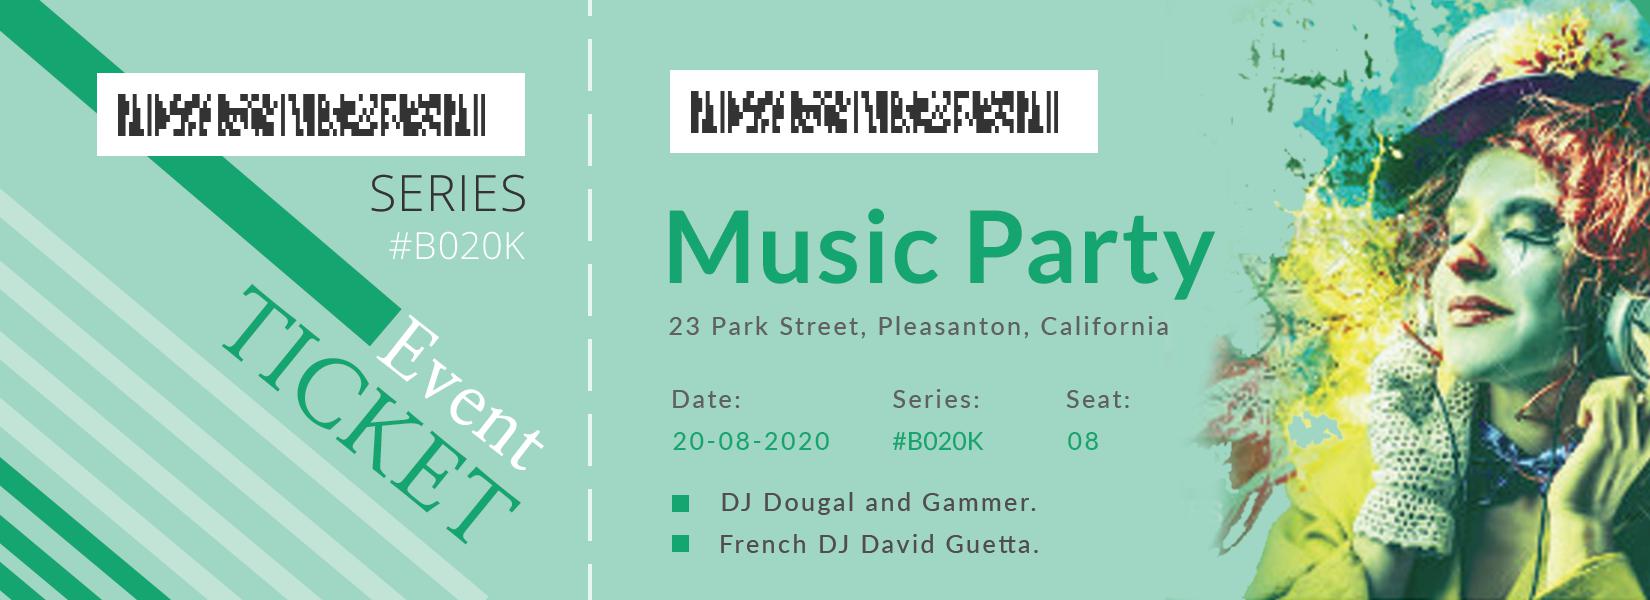 SERIES
#B020K
Event
TICKET
Music Party
23 Park Street, Pleasanton, California
Date: Series: Seat:
20-08-2020 #B020K 08
DJ Dougal and Gammer.
French DJ David Guetta.